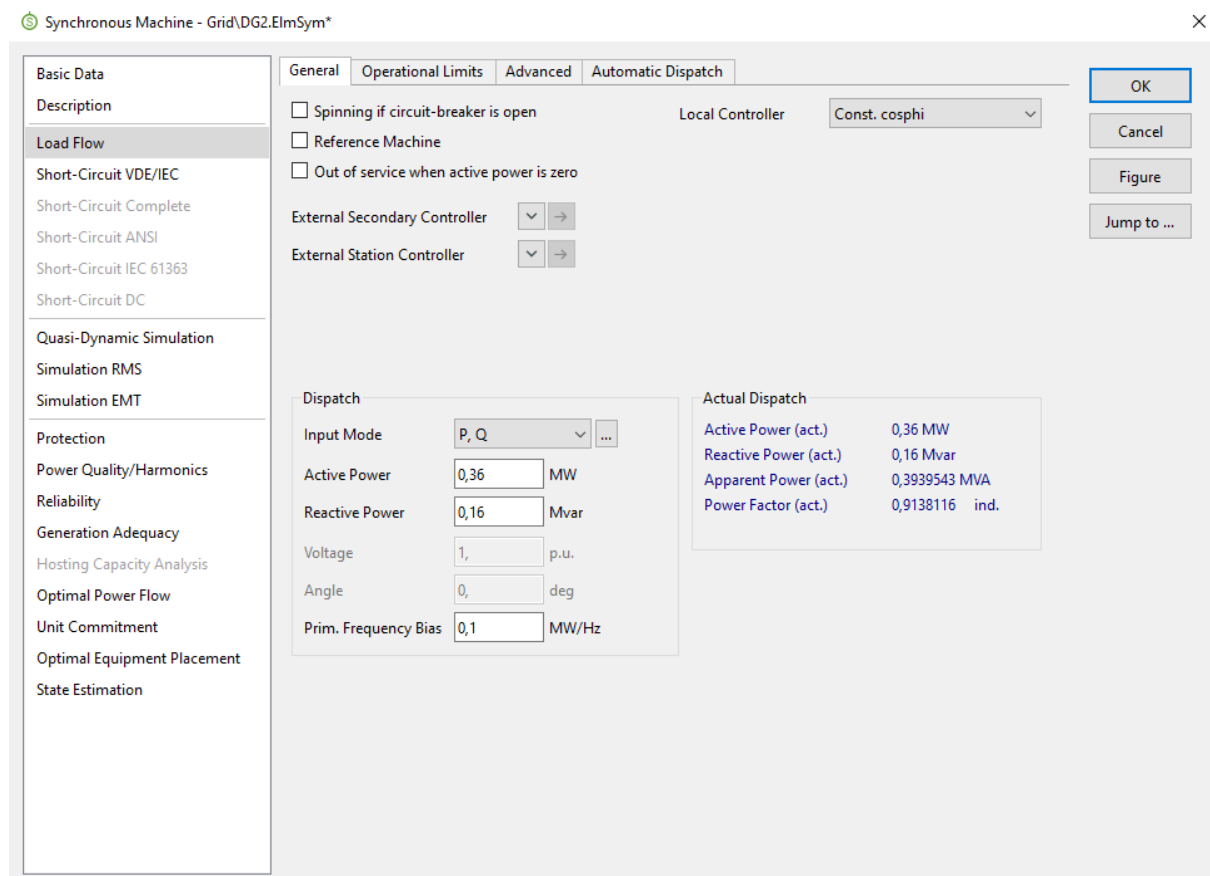 Synchronous Machine - Grid\DG2.ElmSym*
Basic Data
Description
Load Flow
Short-Circuit VDE/IEC
Short-Circuit Complete
Short-Circuit ANSI
Short-Circuit IEC 61363
Short-Circuit DC
Quasi-Dynamic Simulation
Simulation RMS
Simulation EMT
Protection
Power Quality/Harmonics
Reliability
Generation Adequacy
Hosting Capacity Analysis
Optimal Power Flow
Unit Commitment
Optimal Equipment Placement
State Estimation
General Operational Limits Advanced Automatic Dispatch
Spinning if circuit-breaker is open
Reference Machine
Out of service when active power is zero
Local Controller Const. cosphi
External Secondary Controller
External Station Controller
Dispatch
Input Mode P, Q ...
Active Power 0,36 MW
Reactive Power 0,16 Mvar
Voltage 1, p.u.
Angle 0, deg
Prim. Frequency Bias 0,1 MW/Hz
Actual Dispatch
Active Power (act.) 0,36 MW
Reactive Power (act.) 0,16 Mvar
Apparent Power (act.) 0,3939543 MVA
Power Factor (act.) 0,9138116 ind.
OK
Cancel
Figure
Jump to ...